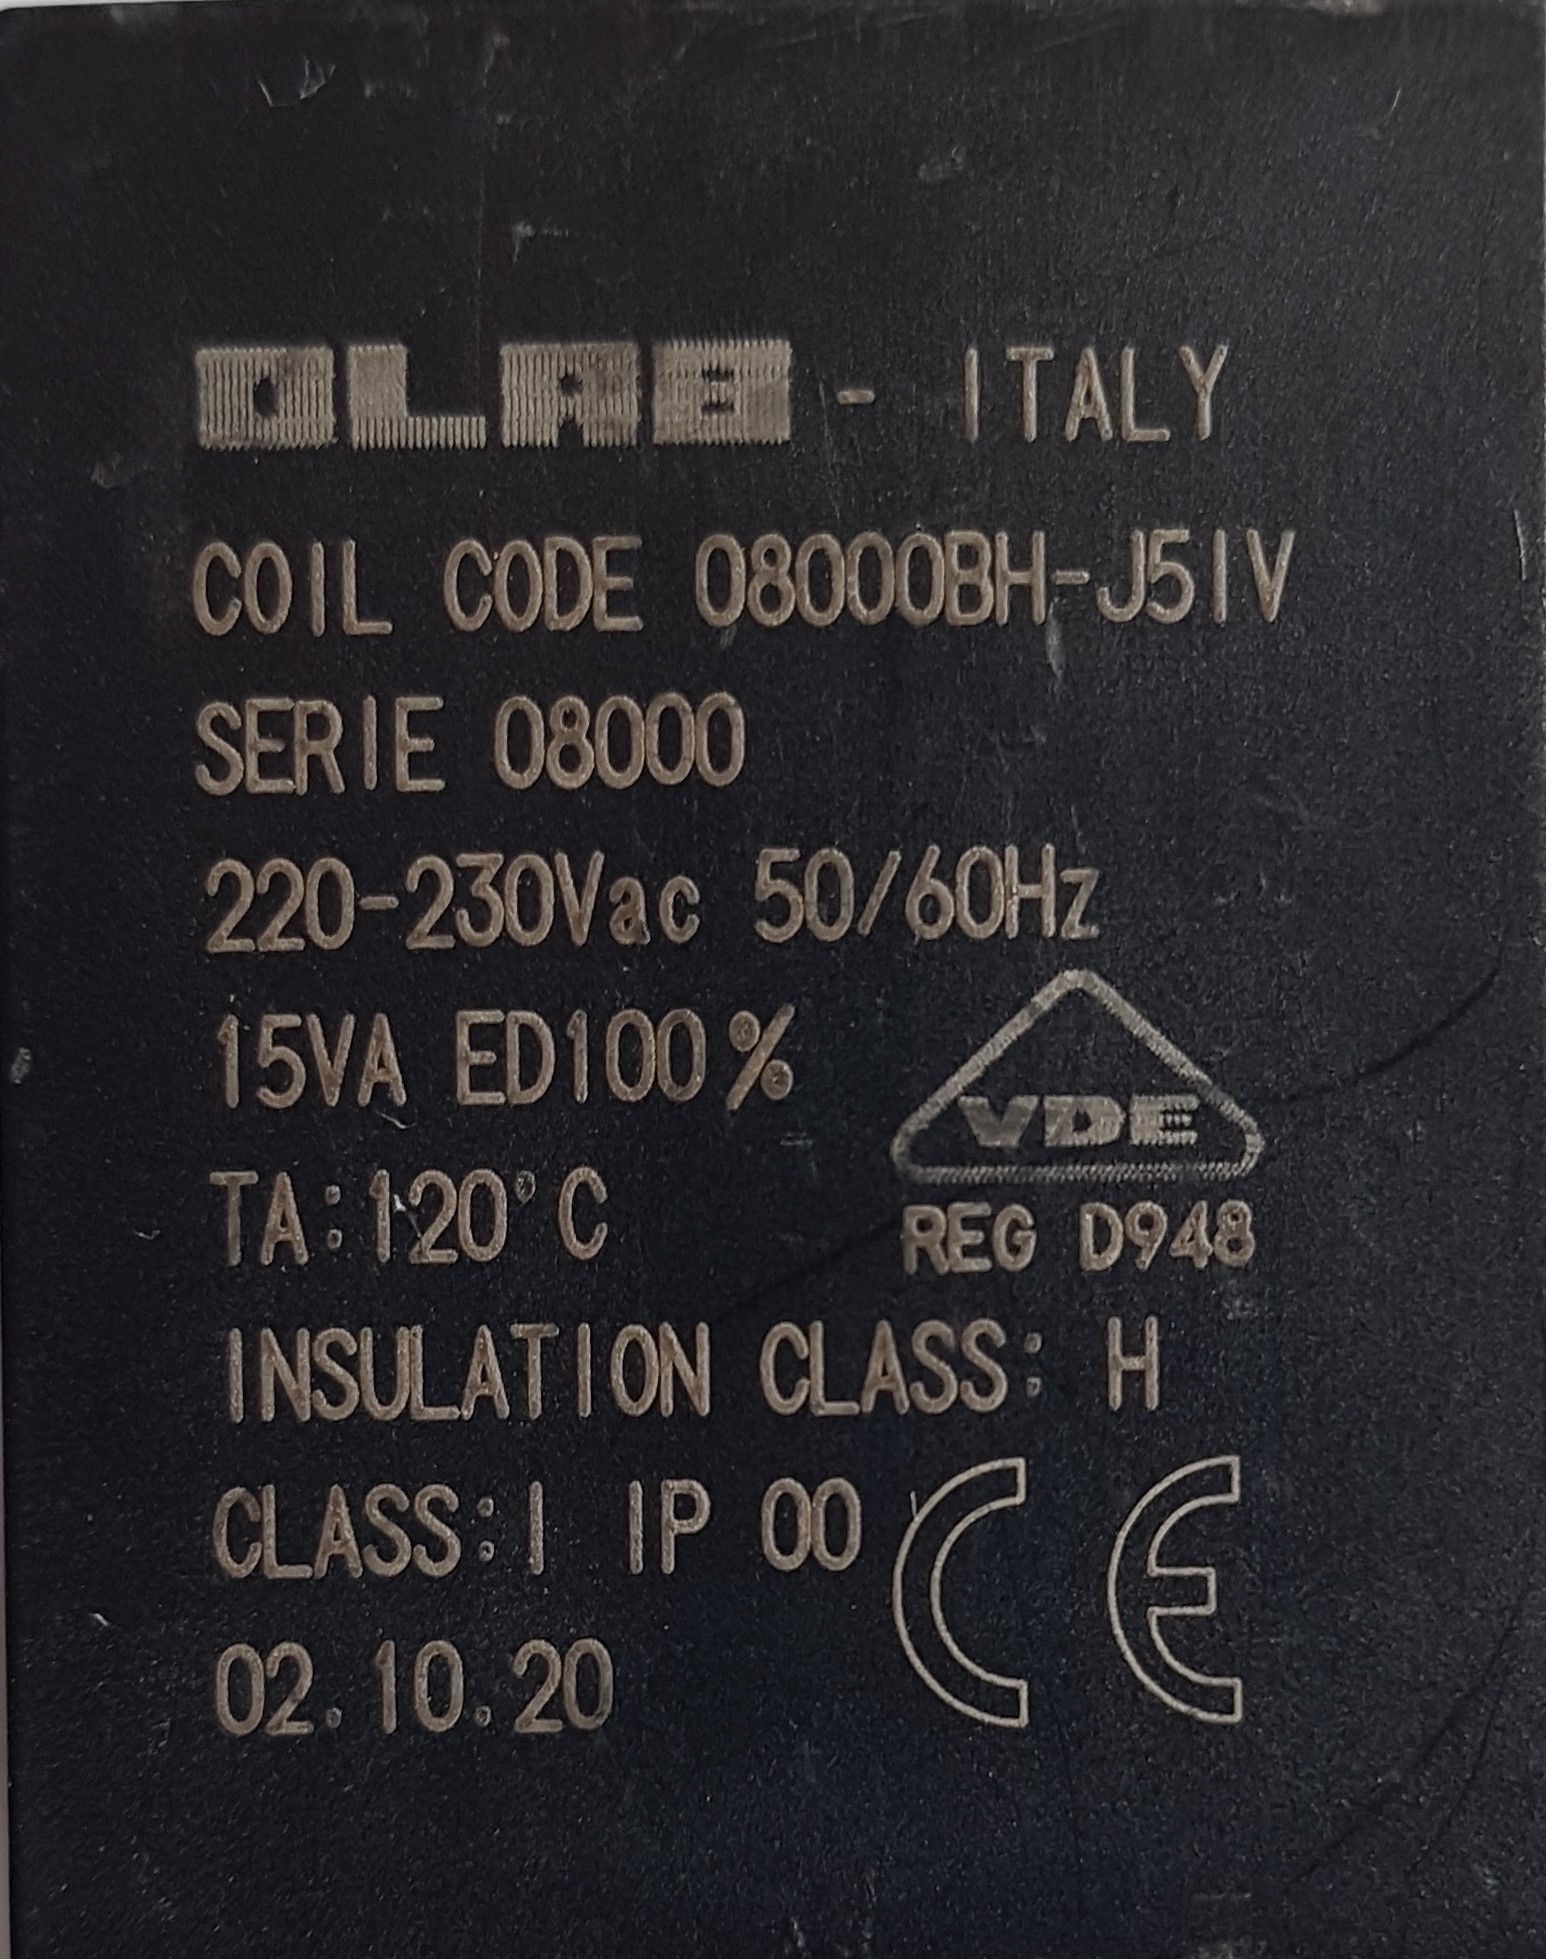 OLAB - ITALY
COIL CODE 08000BH-J5IV
SERIE 08000
220-230Vac 50/60Hz
15VA ED100%
VDE
TA:120°C
REG D948
INSULATION CLASS: H
CLASS:I IP 00
CE
02.10.20